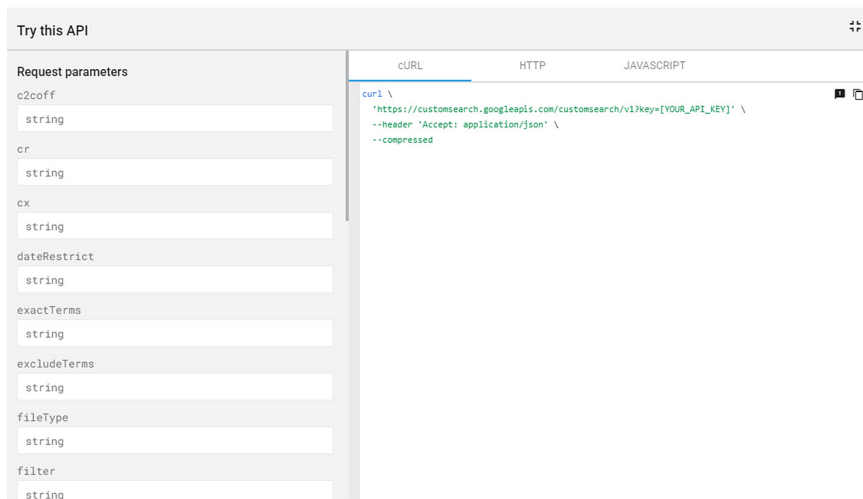 Try this API
Request parameters
c2coff
string
cr
string
cx
string
dateRestrict
string
exactTerms
string
excludeTerms
string
fileType
string
filter
string
cURL
HTTP
JAVASCRIPT
curl \
'https://customsearch.googleapis.com/customsearch/v1?key=[YOUR_API_KEY]' \
--header 'Accept: application/json' \
--compressed